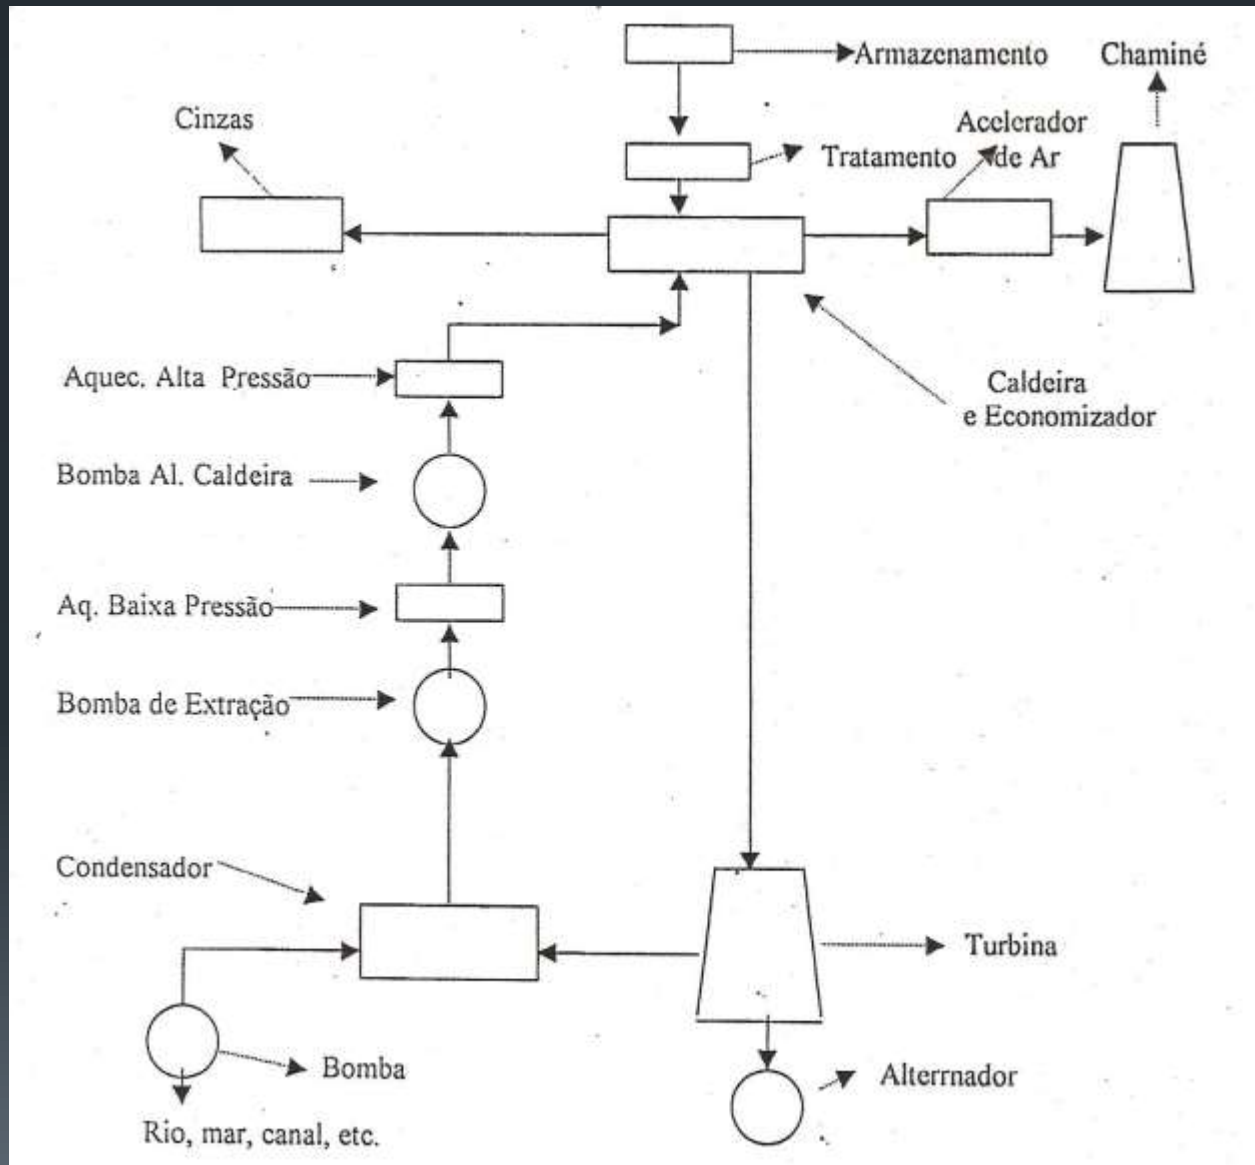 Armazenamento
Chaminé
Cinzas
Acelerador
de Ar
Tratamento
Aquec. Alta Pressão
Caldeira
e Economizador
Bomba Al. Caldeira
Aq. Baixa Pressão
Bomba de Extração
Condensador
Turbina
Bomba
Alterrnador
Rio, mar, canal, etc.